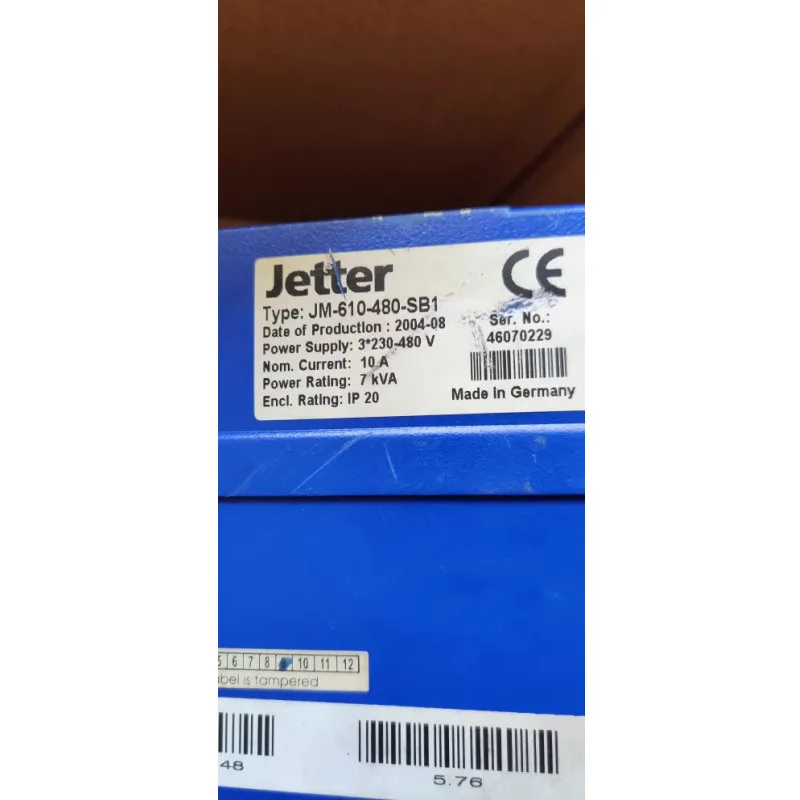 Jetter
CE
Type: JM-610-480-SB1
Date of Production : 2004-08
Power Supply: 3*230-480 V
Nom. Current: 10 A
Power Rating: 7 kVA
Encl. Rating: IP 20
Ser. No.:
46070229
Made In Germany
5 6 7 8 9 10 11 12
bel is tampered
48
5.76